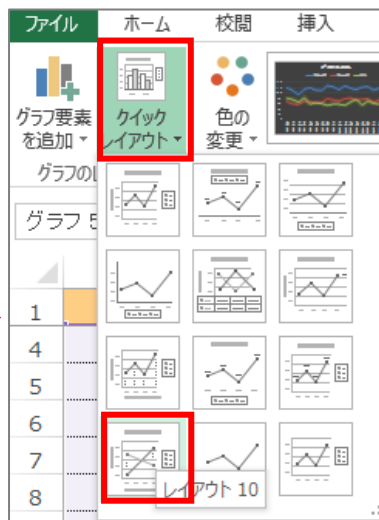 ファイル ホーム 校閲 挿入
グラフ要素
を追加
クイック
レイアウト
色の
変更
グラフのレ
グラフ 5
1
4
5
6
7
8
レイアウト 10